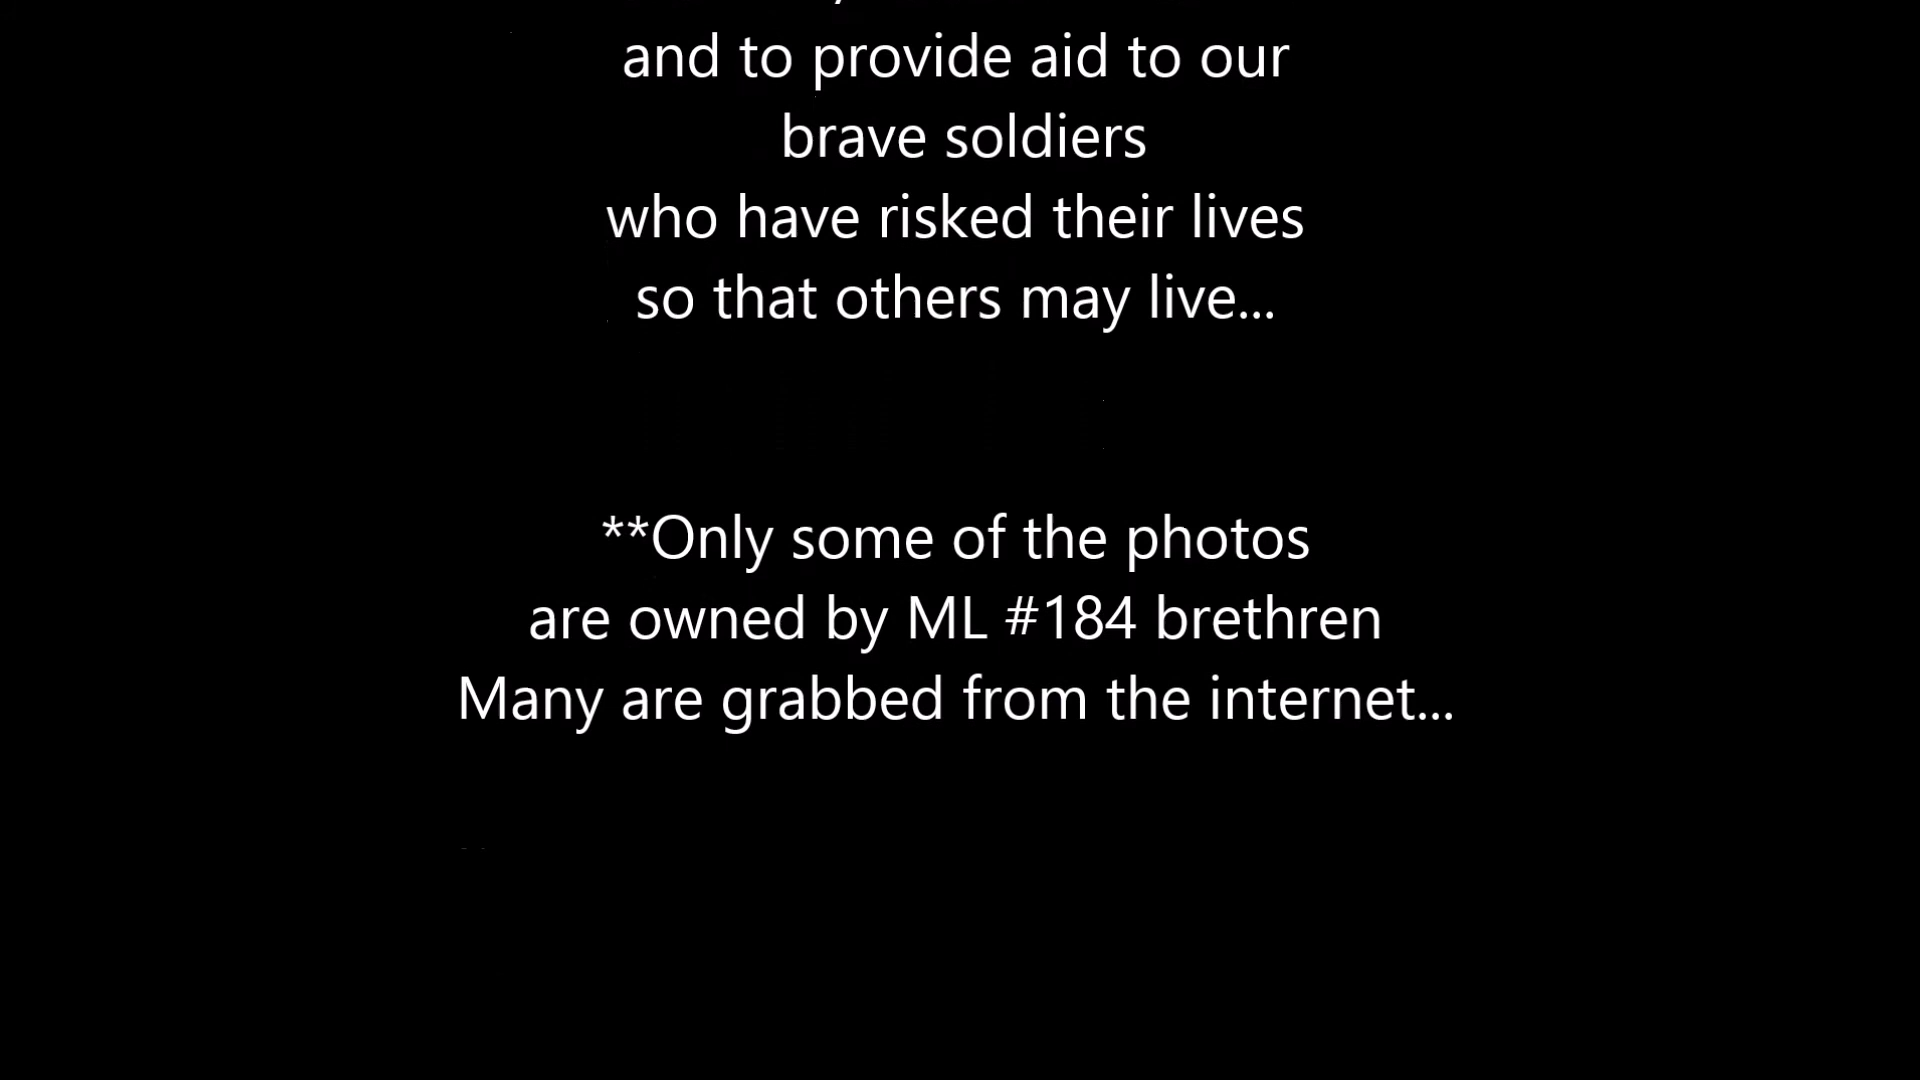 and to provide aid to our
brave soldiers
who have risked their lives
so that others may live...
**Only some of the photos
are owned by ML #184 brethren
Many are grabbed from the internet...